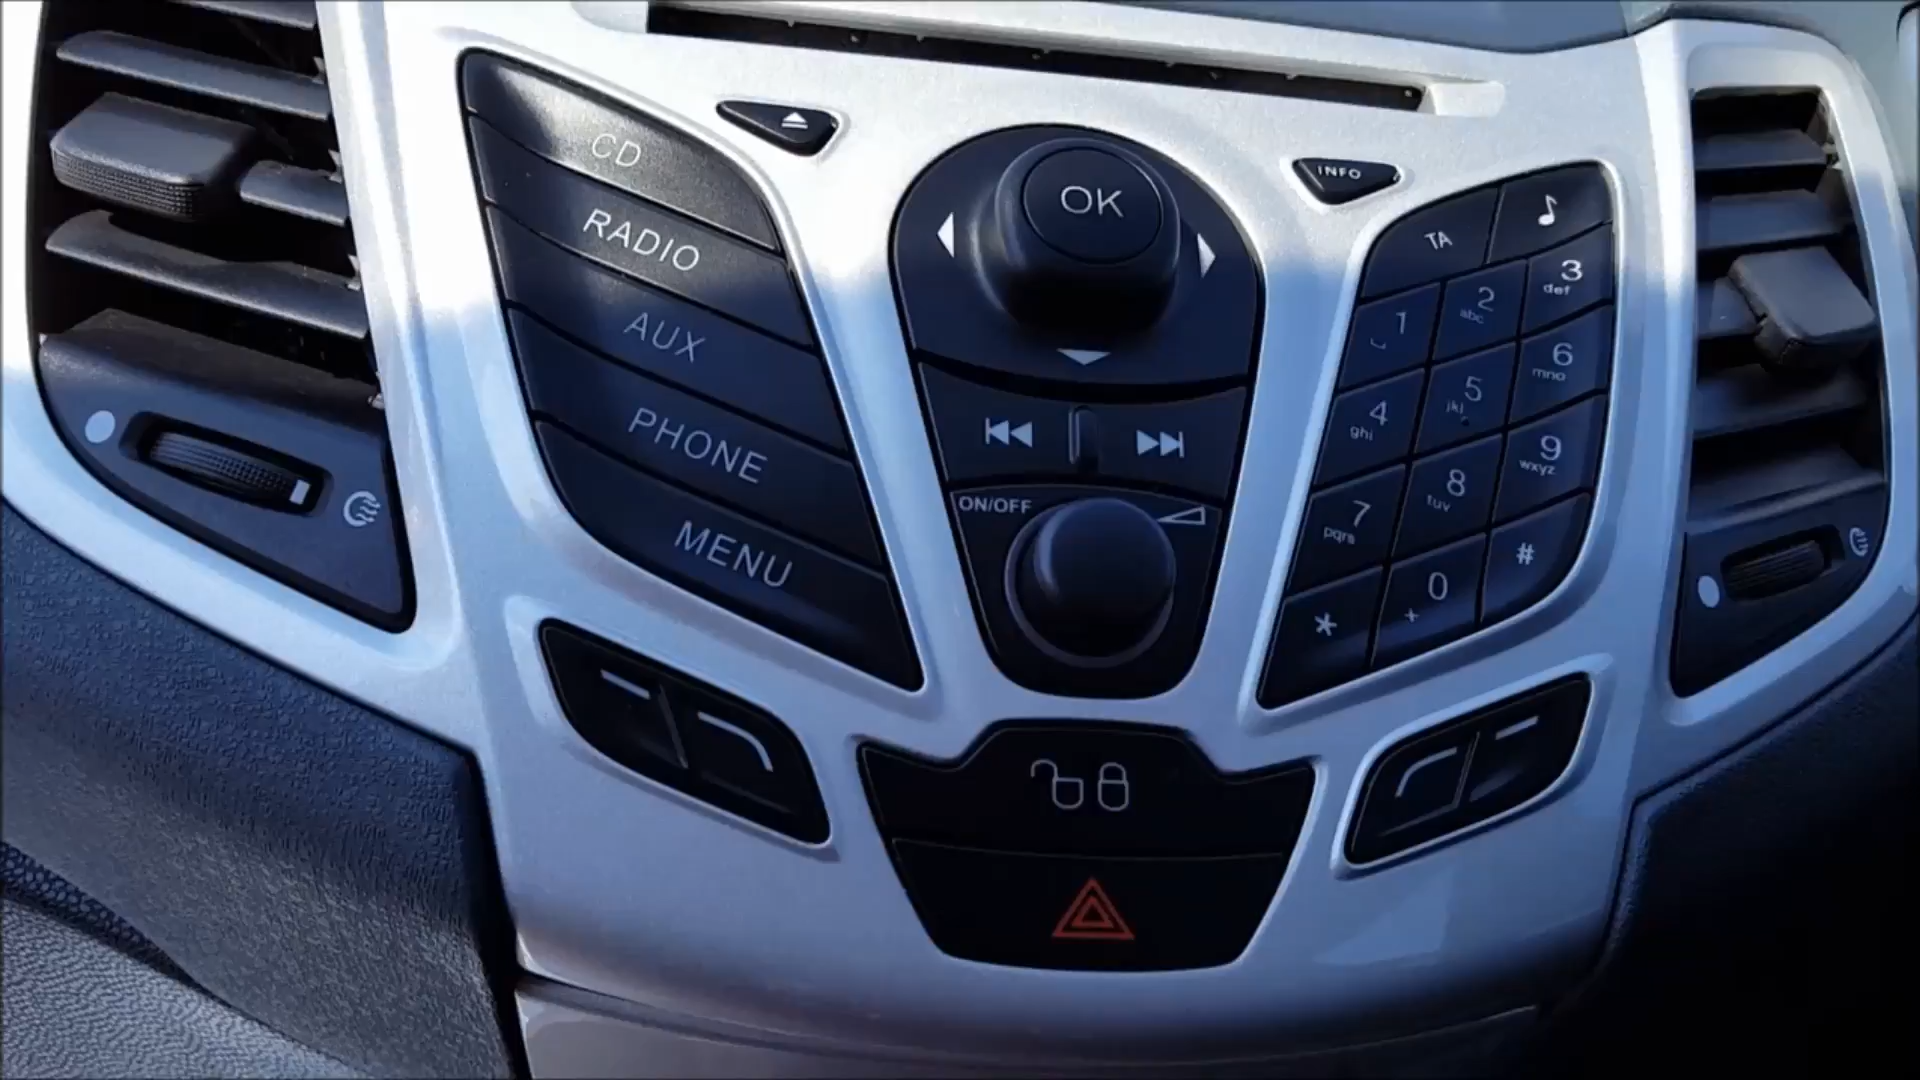 CD
RADIO
AUX
PHONE
MENU
OK
ON/OFF
INFO
TA
1
2
abc
3
def
4
ghi
5
jkl
6
mno
7
pqrs
8
tuv
9
wxyz
*
0
+
#